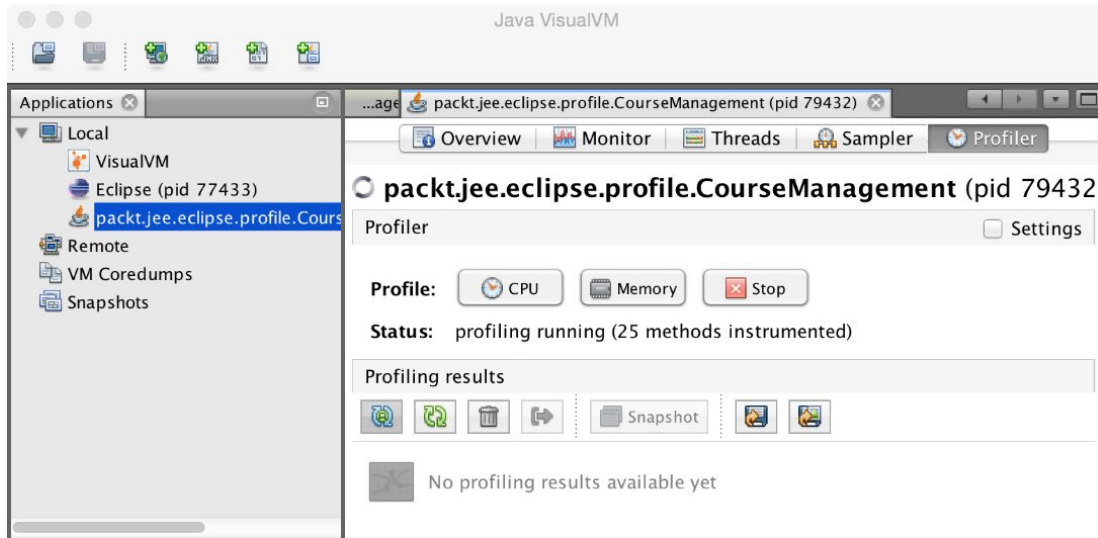 Java VisualVM
Applications
Local
VisualVM
Eclipse (pid 77433)
packt.jee.eclipse.profile.Cours
Remote
VM Coredumps
Snapshots
...age packt.jee.eclipse.profile.CourseManagement (pid 79432)
Overview Monitor Threads Sampler Profiler
packt.jee.eclipse.profile.CourseManagement (pid 79432
Profiler Settings
Profile: CPU Memory Stop
Status: profiling running (25 methods instrumented)
Profiling results
Snapshot
No profiling results available yet